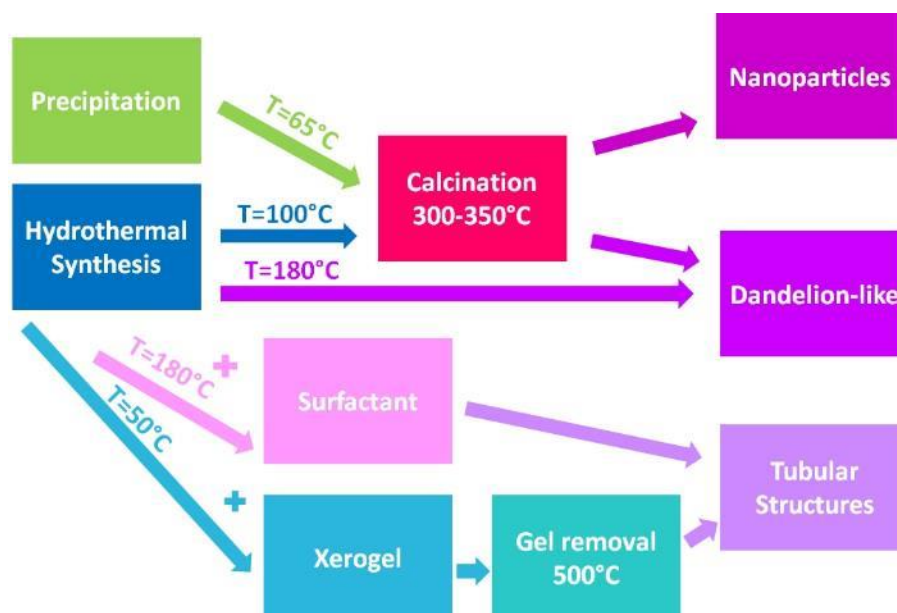 Precipitation
T=65°C
Nanoparticles
Calcination
300-350°C
Hydrothermal
Synthesis
T=100°C
T=180°C
Dandelion-like
T=180°C
+
Surfactant
T=50°C
+
Xerogel
Gel removal
500°C
Tubular
Structures